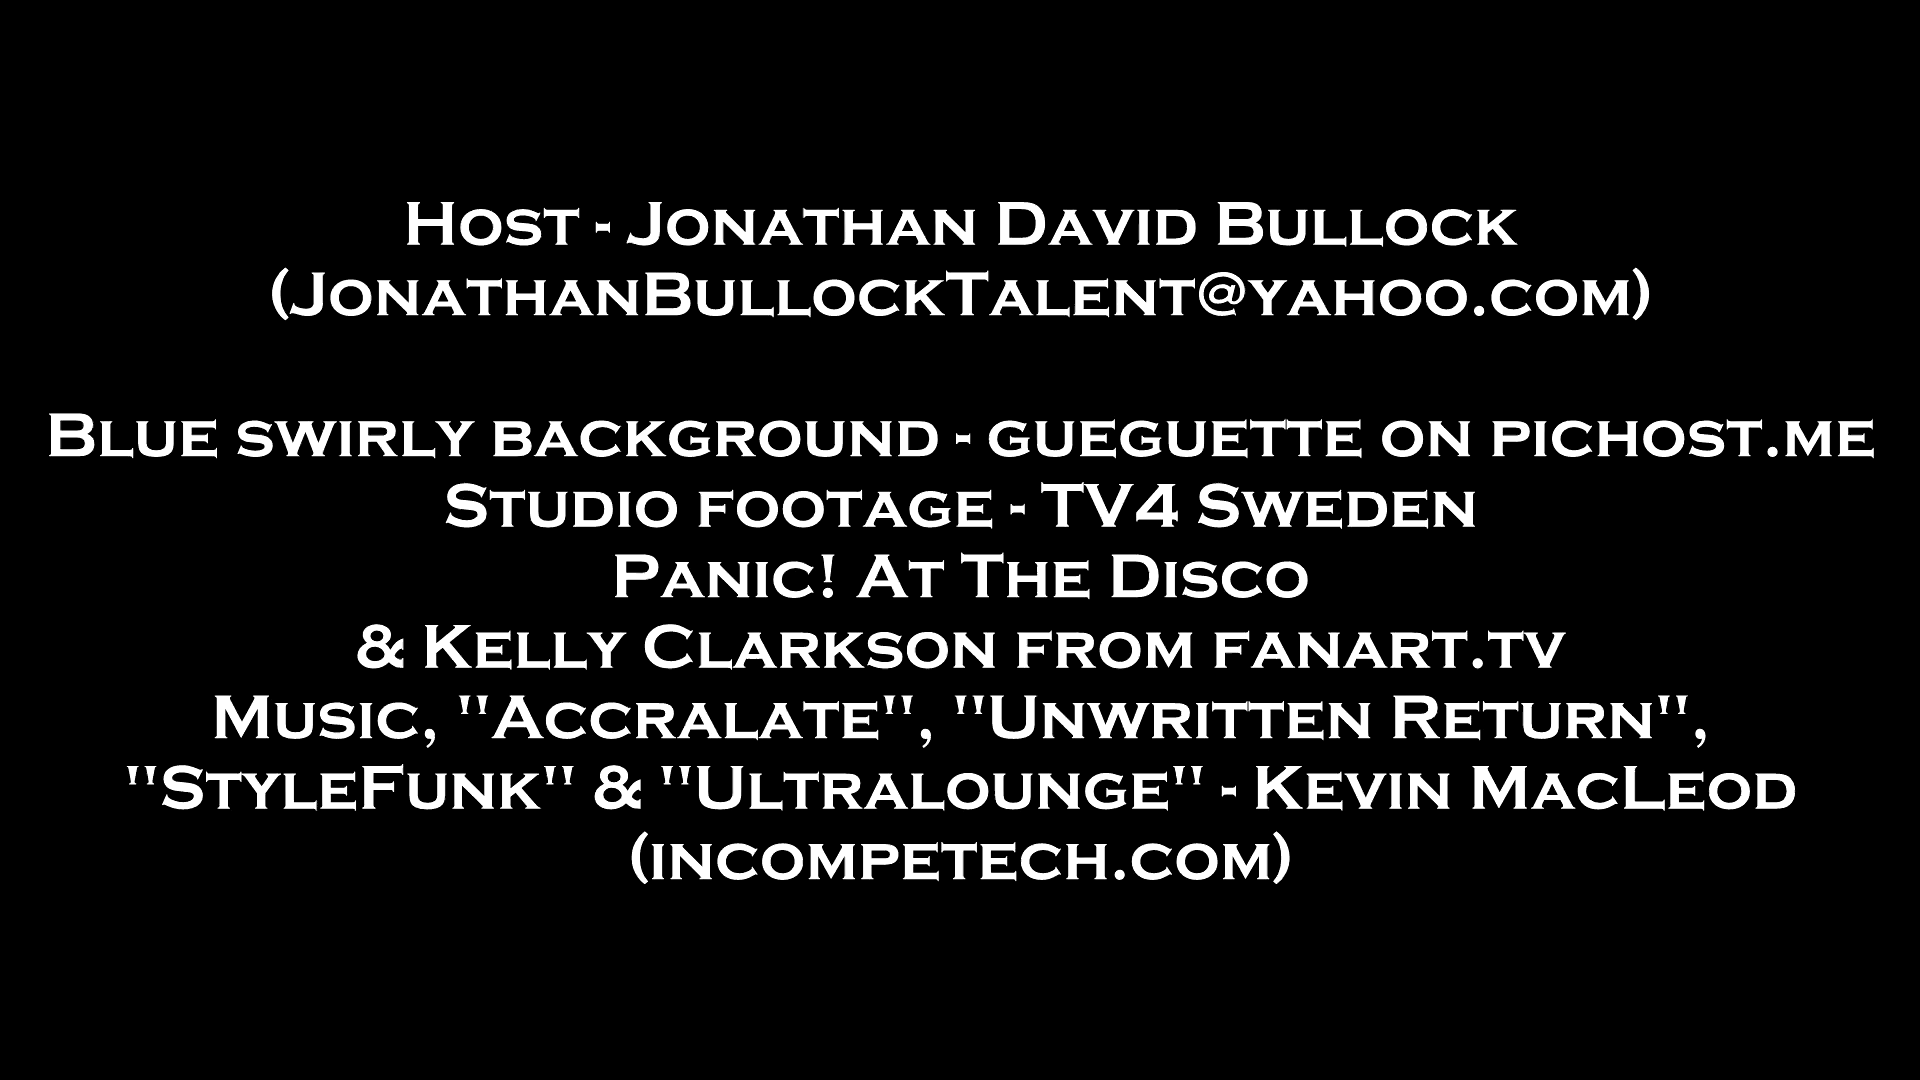 Host - Jonathan David Bullock
(JonathanBullockTalent@yahoo.com)
Blue swirly background - gueguette on pichost.me
Studio footage - TV4 Sweden
Panic! At The Disco
& Kelly Clarkson from fanart.tv
Music, "Accralate", "Unwritten Return",
"StyleFunk" & "Ultralounge" - Kevin MacLeod
(incompetech.com)